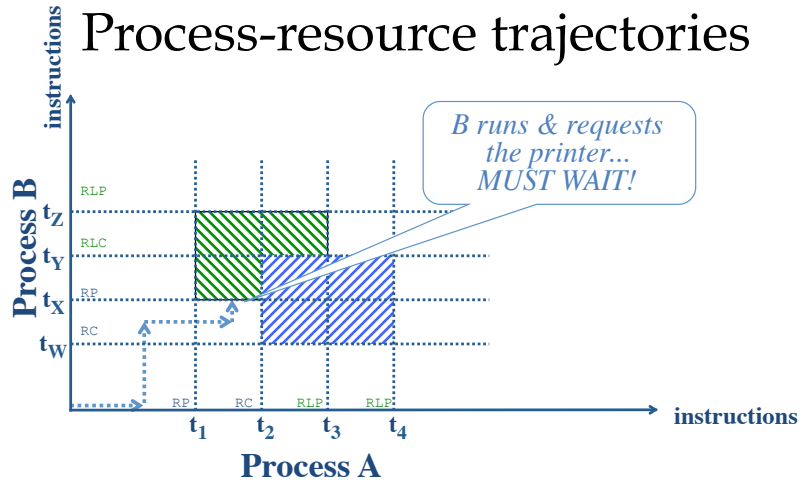 Process-resource trajectories
instructions
B runs & requests
the printer...
MUST WAIT!
Process B
RLP
tZ
RLC
tY
RP
tX
RC
tW
RP RC RLP RLP
t1 t2 t3 t4
instructions
Process A